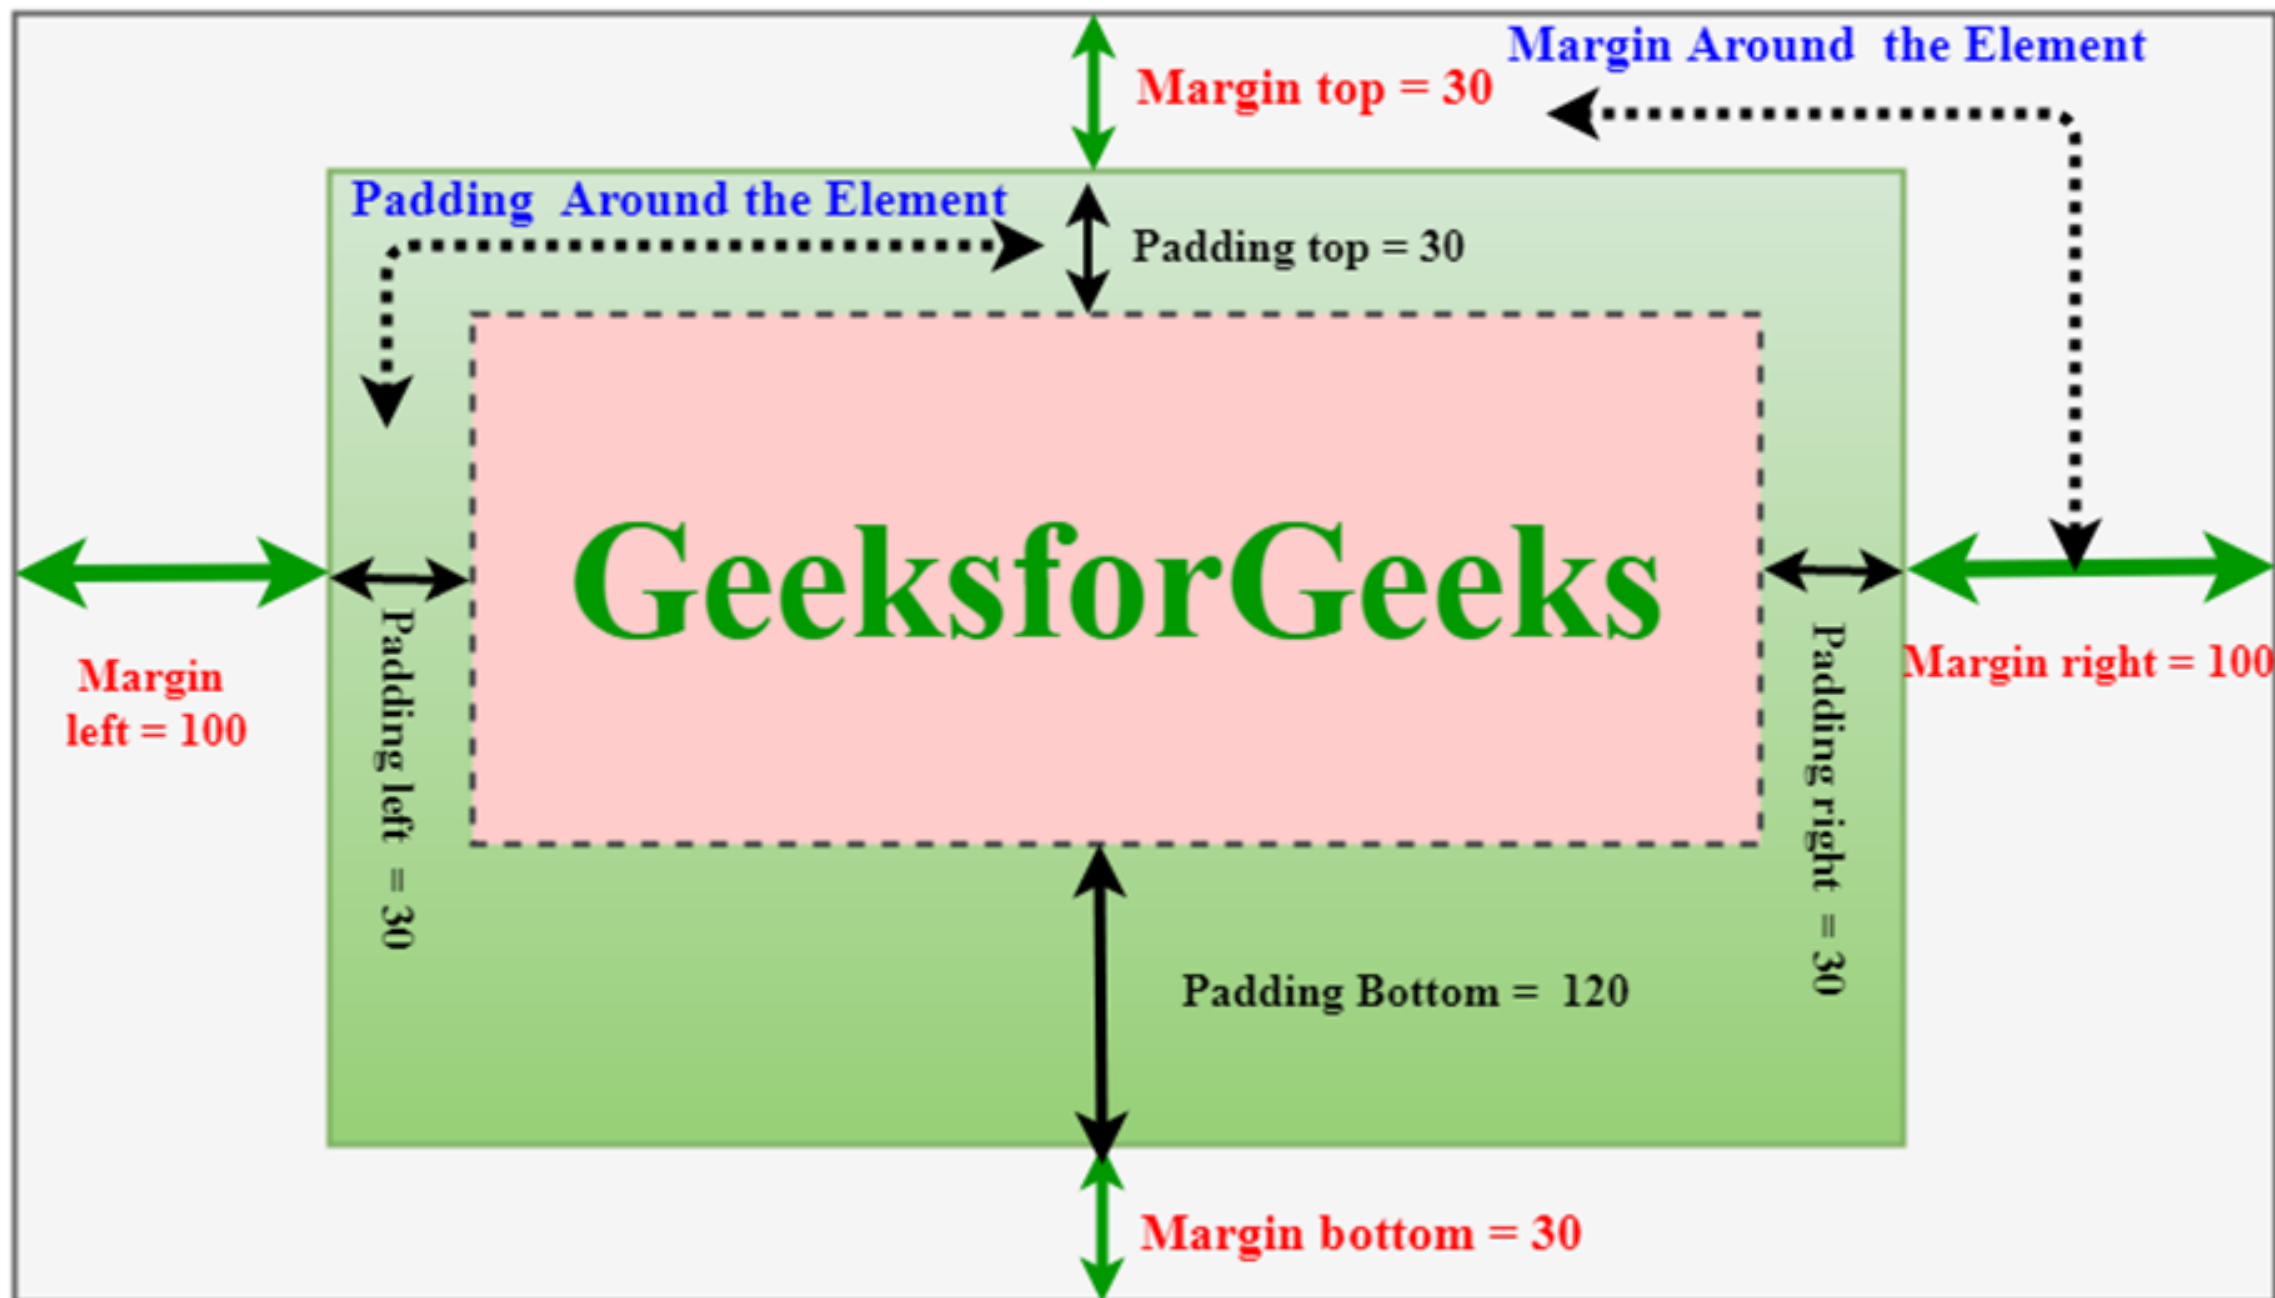 Margin Around the Element
Margin top = 30
Padding Around the Element
Padding top = 30
GeeksforGeeks
Margin
left = 100
Padding left = 30
Padding right = 30
Margin right = 100
Padding Bottom = 120
Margin bottom = 30